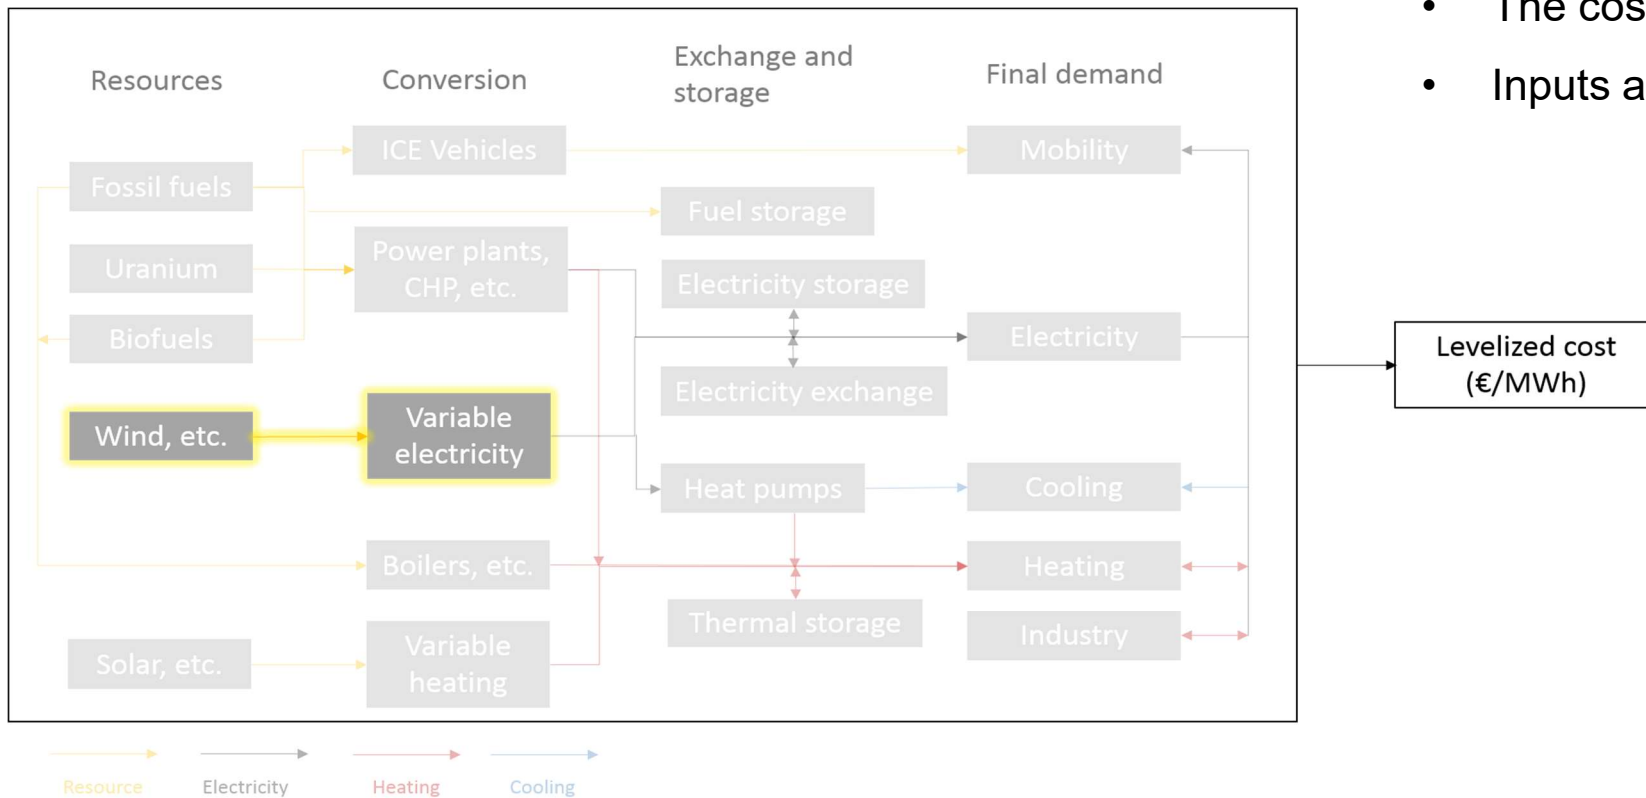 • The cos
• Inputs a
Resources
Conversion
Exchange and
storage
Final demand
ICE Vehicles
Mobility
Fossil fuels
Fuel storage
Power plants,
CHP, etc.
Uranium
Electricity storage
Biofuels
Electricity
Electricity exchange
Levelized cost
(€/MWh)
Wind, etc.
Variable
electricity
Heat pumps
Cooling
Boilers, etc.
Heating
Thermal storage
Industry
Solar, etc.
Variable
heating
Resource
Electricity
Heating
Cooling